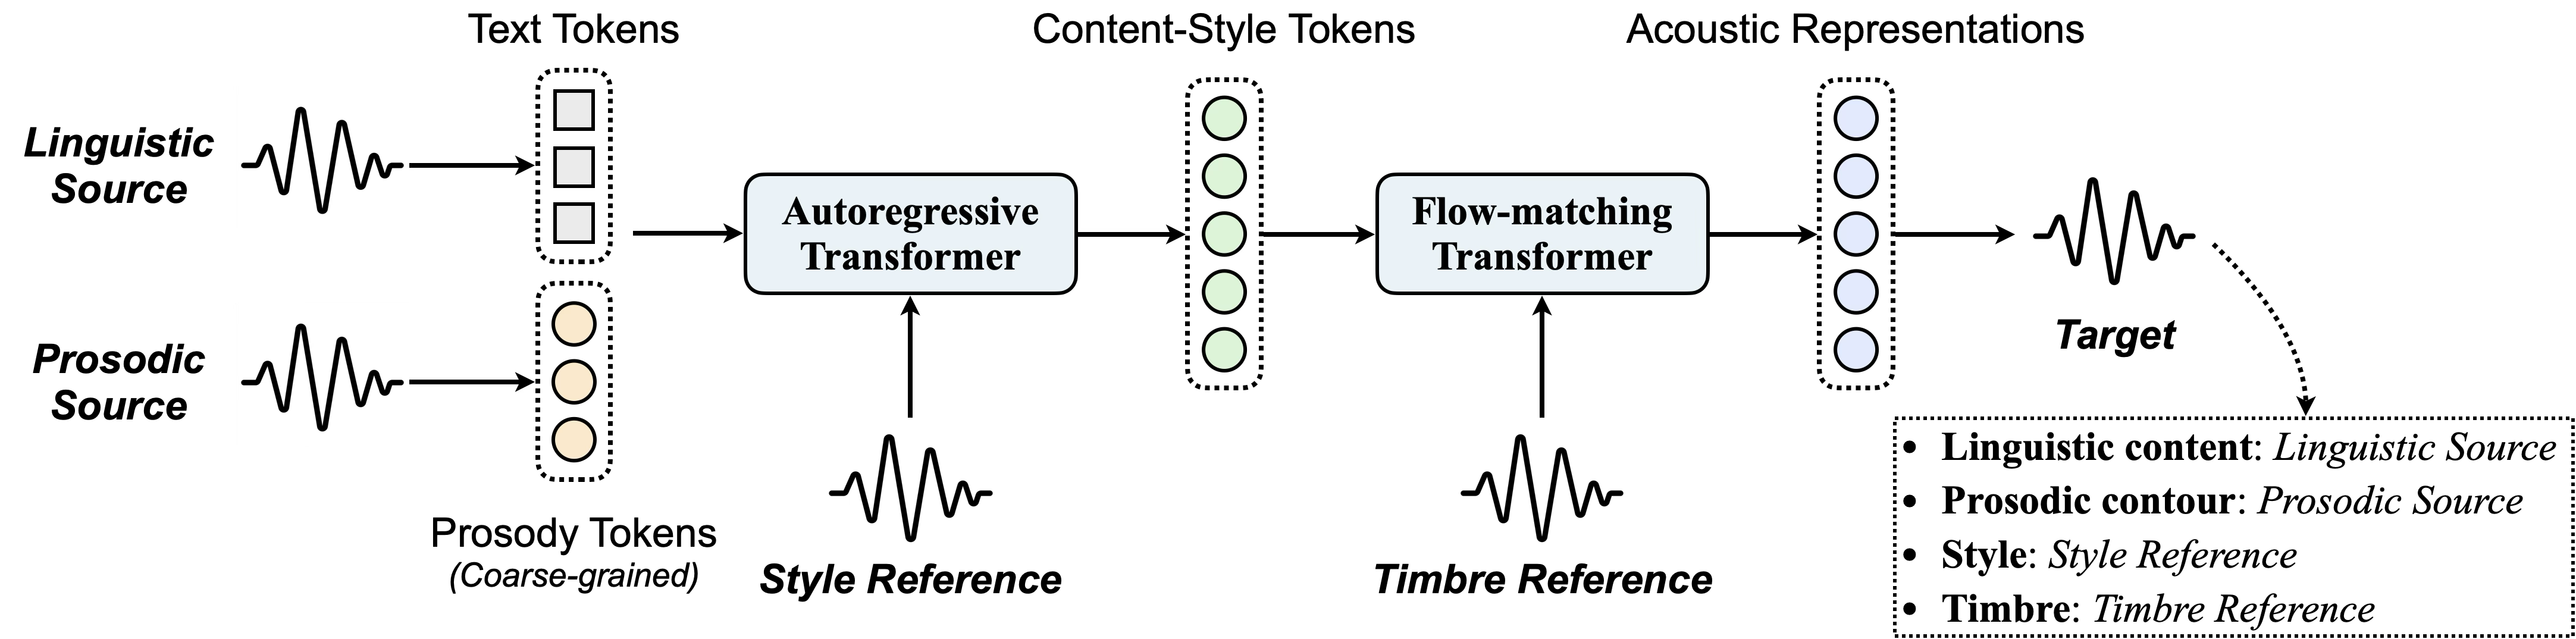 Text Tokens
Content-Style Tokens
Acoustic Representations
Linguistic
Source
Autoregressive
Transformer
Flow-matching
Transformer
Prosodic
Source
Target
Prosody Tokens
(Coarse-grained)
Style Reference
Timbre Reference
• Linguistic content: Linguistic Source
• Prosodic contour: Prosodic Source
• Style: Style Reference
• Timbre: Timbre Reference